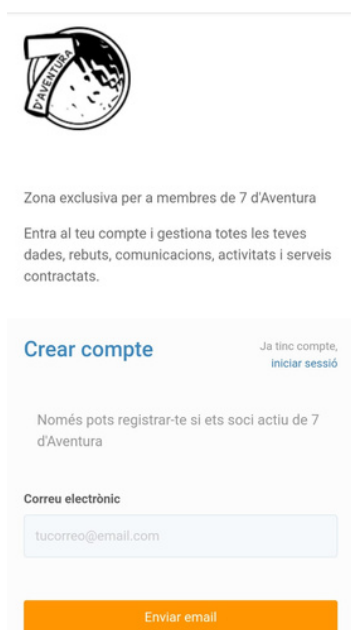 7
D'AVENTURA
Zona exclusiva per a membres de 7 d'Aventura
Entra al teu compte i gestiona totes les teves
dades, rebuts, comunicacions, activitats i serveis
contractats.
Crear compte
Ja tinc compte,
iniciar sessió
Només pots registrar-te si ets soci actiu de 7
d'Aventura
Correu electrònic
tucorreo@email.com
Enviar email